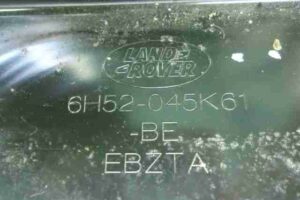 LAND-
-ROVER
6H52-045K61
-BE
EBZTA